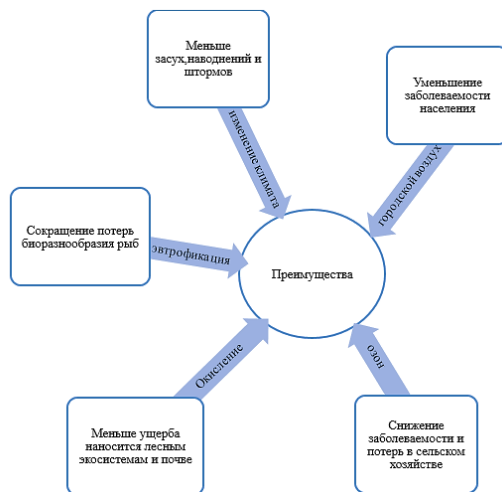 Меньше
засух,наводнений и
штормов
Уменьшение
заболеваемости
населения
изменение климата
городской воздух
Сокращение потерь
биоразнообразия рыб
эвтрофикация
Преимущества
Окисление
озон
Меньше ущерба
наносится лесным
экосистемам и почве
Снижение
заболеваемости и
потерь в сельском
хозяйстве